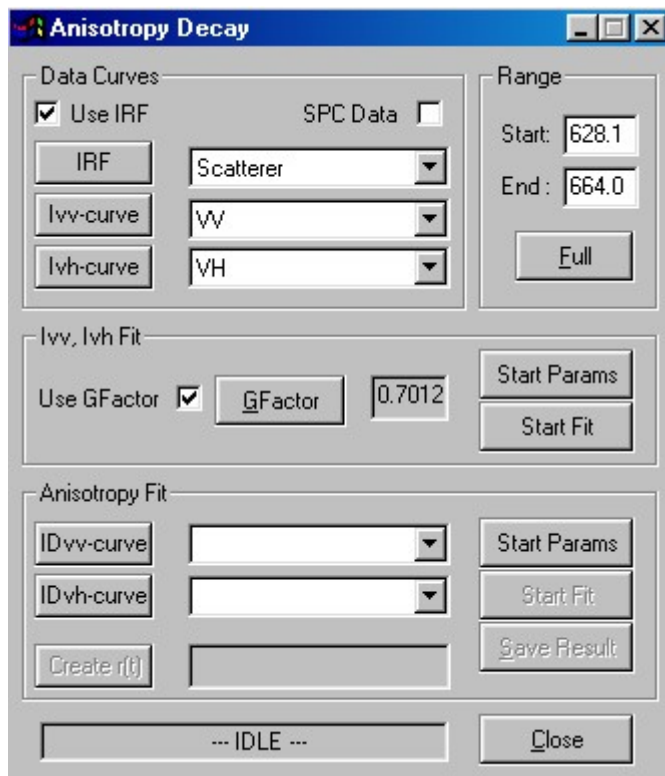 Anisotropy Decay
Data Curves
Use IRF SPC Data
IRF Scatterer
Ivv-curve VV
Ivh-curve VH
Range
Start: 628.1
End : 664.0
Full
Ivv, Ivh Fit
Use GFactor GFactor 0.7012
Start Params
Start Fit
Anisotropy Fit
IDvv-curve
IDvh-curve
Create r(t)
Start Params
Start Fit
Save Result
--- IDLE ---
Close